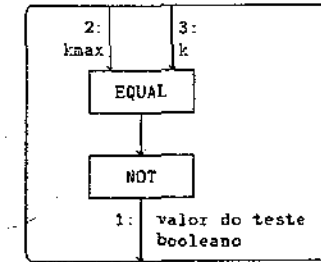 2: 3:
kmax k
EQUAL
NOT
1: valor do teste
booleano